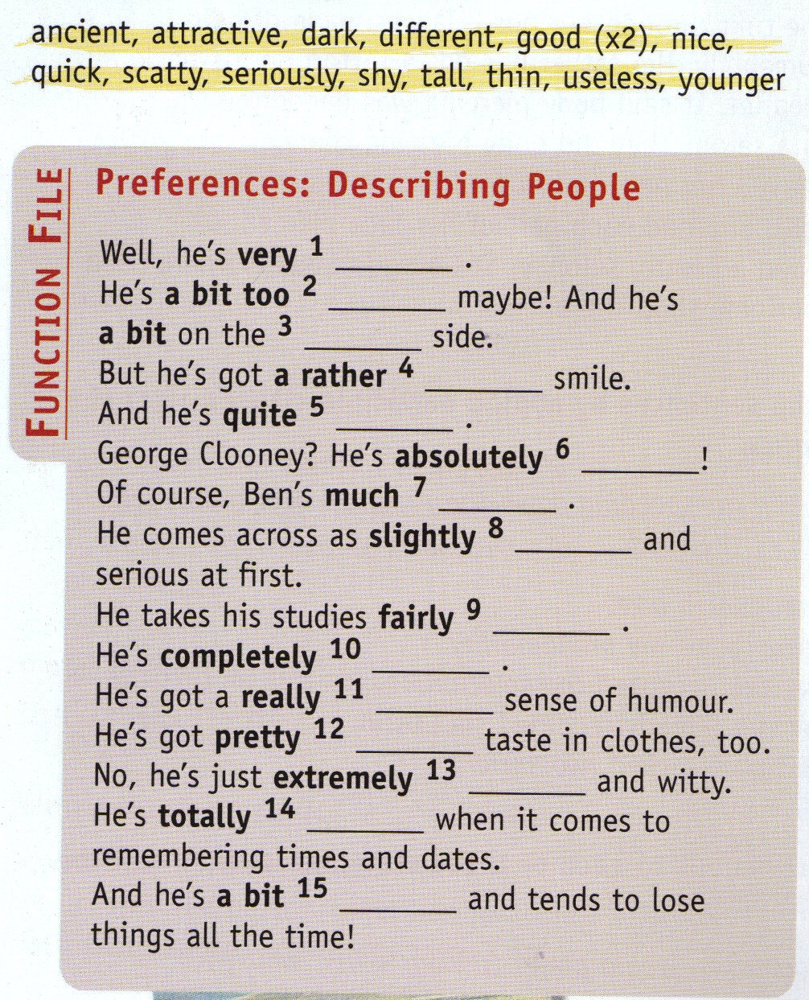 ancient, attractive, dark, different, good (x2), nice,
quick, scatty, seriously, shy, tall, thin, useless, younger
FUNCTION FILE
Preferences: Describing People
Well, he's very 1 ________ .
He's a bit too 2 ________ maybe! And he's
a bit on the 3 ________ side.
But he's got a rather 4 ________ smile.
And he's quite 5 ________ .
George Clooney? He's absolutely 6 ________!
Of course, Ben's much 7 ________ .
He comes across as slightly 8 ________ and
serious at first.
He takes his studies fairly 9 ________ .
He's completely 10 ________ .
He's got a really 11 ________ sense of humour.
He's got pretty 12 ________ taste in clothes, too.
No, he's just extremely 13 ________ and witty.
He's totally 14 ________ when it comes to
remembering times and dates.
And he's a bit 15 ________ and tends to lose
things all the time!